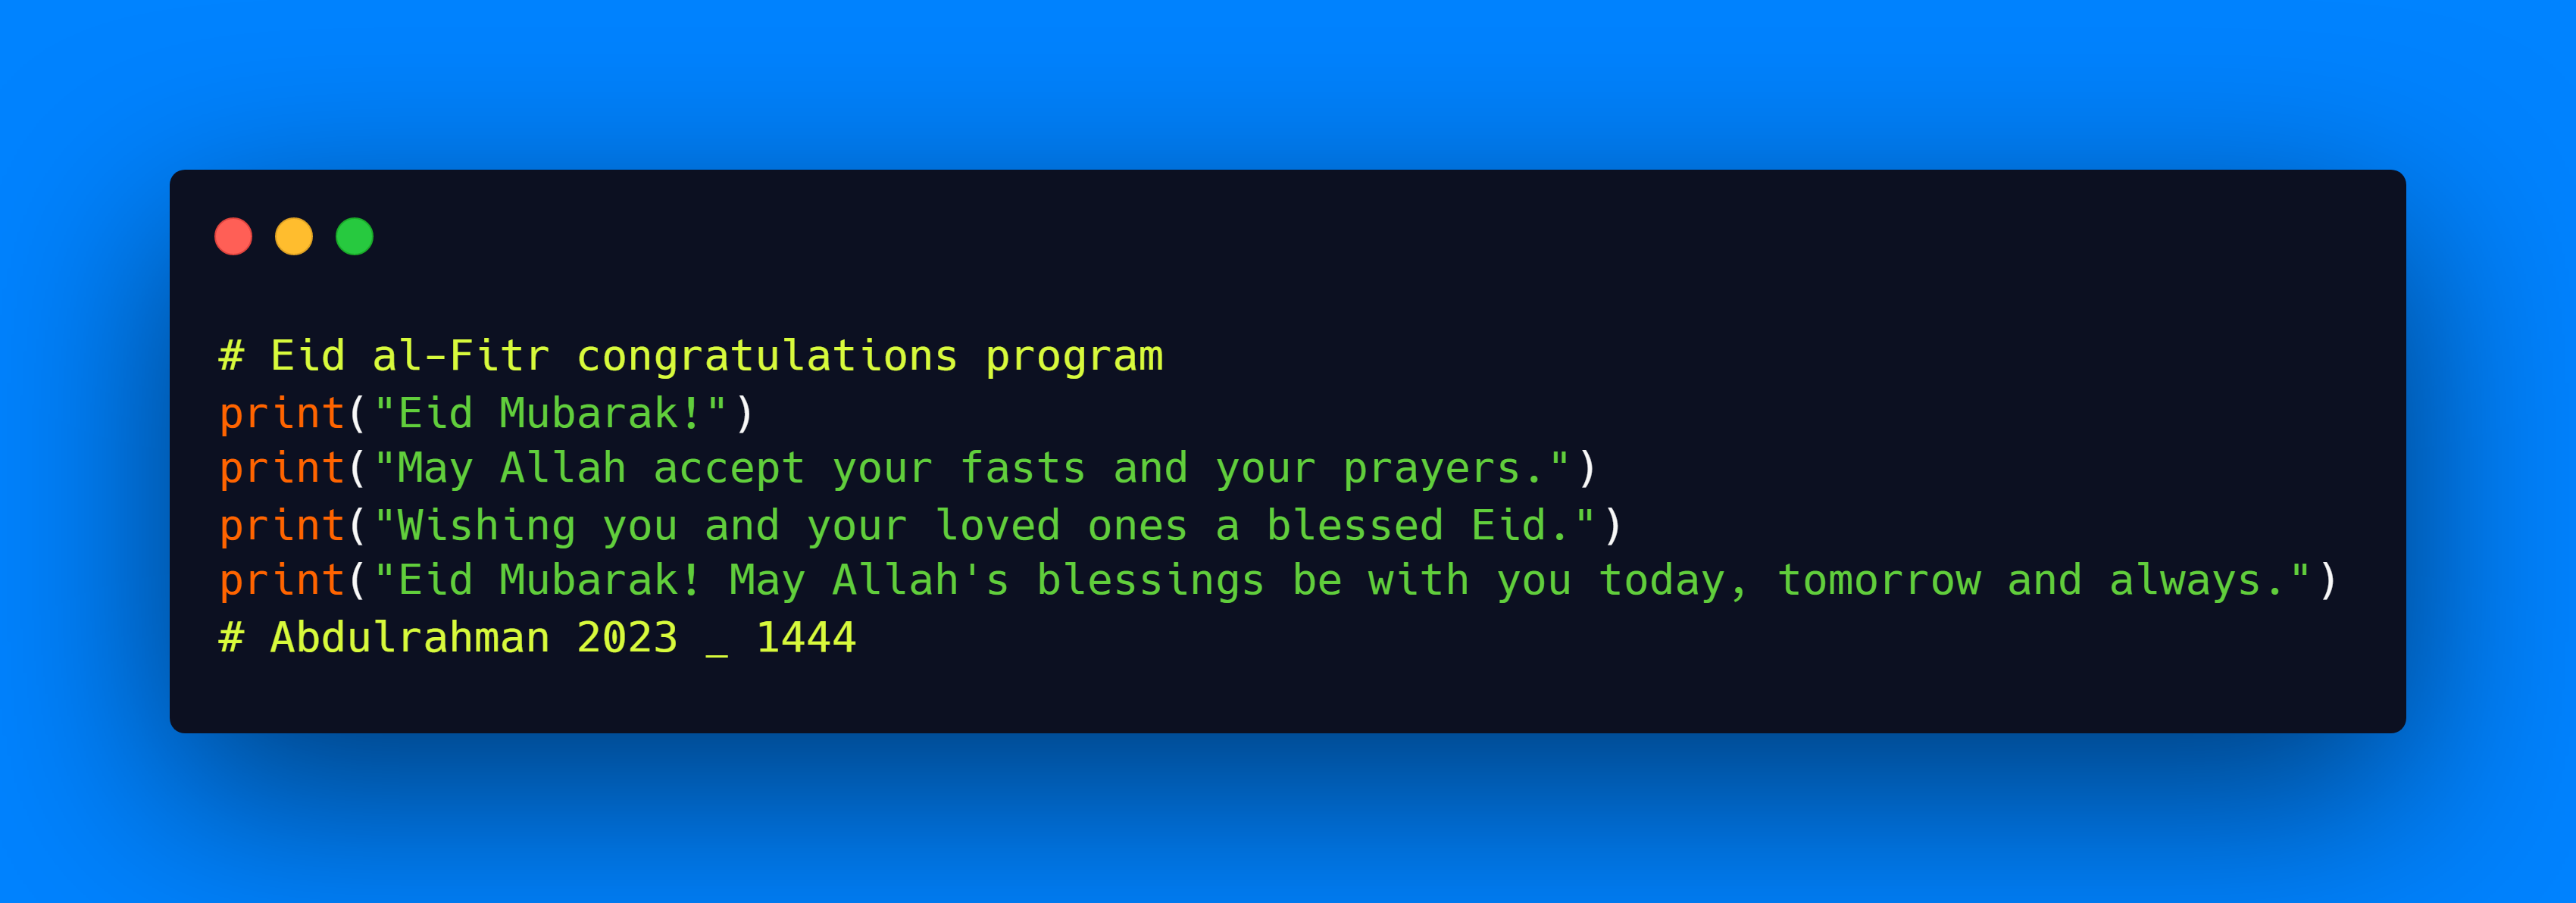 # Eid al-Fitr congratulations program
print("Eid Mubarak!")
print("May Allah accept your fasts and your prayers.")
print("Wishing you and your loved ones a blessed Eid.")
print("Eid Mubarak! May Allah's blessings be with you today, tomorrow and always.")
# Abdulrahman 2023 _ 1444